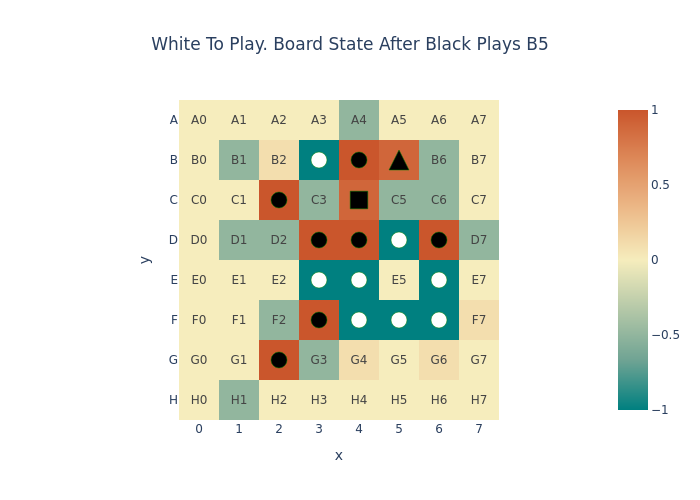 White To Play. Board State After Black Plays B5
A A0 A1 A2 A3 A4 A5 A6 A7
B B0 B1 B2 B6 B7
C C0 C1 C3 C5 C6 C7
D D0 D1 D2 D7
E E0 E1 E2 E5 E7
F F0 F1 F2 F7
G G0 G1 G3 G4 G5 G6 G7
H H0 H1 H2 H3 H4 H5 H6 H7
0 1 2 3 4 5 6 7
x
y
1
0.5
0
−0.5
−1